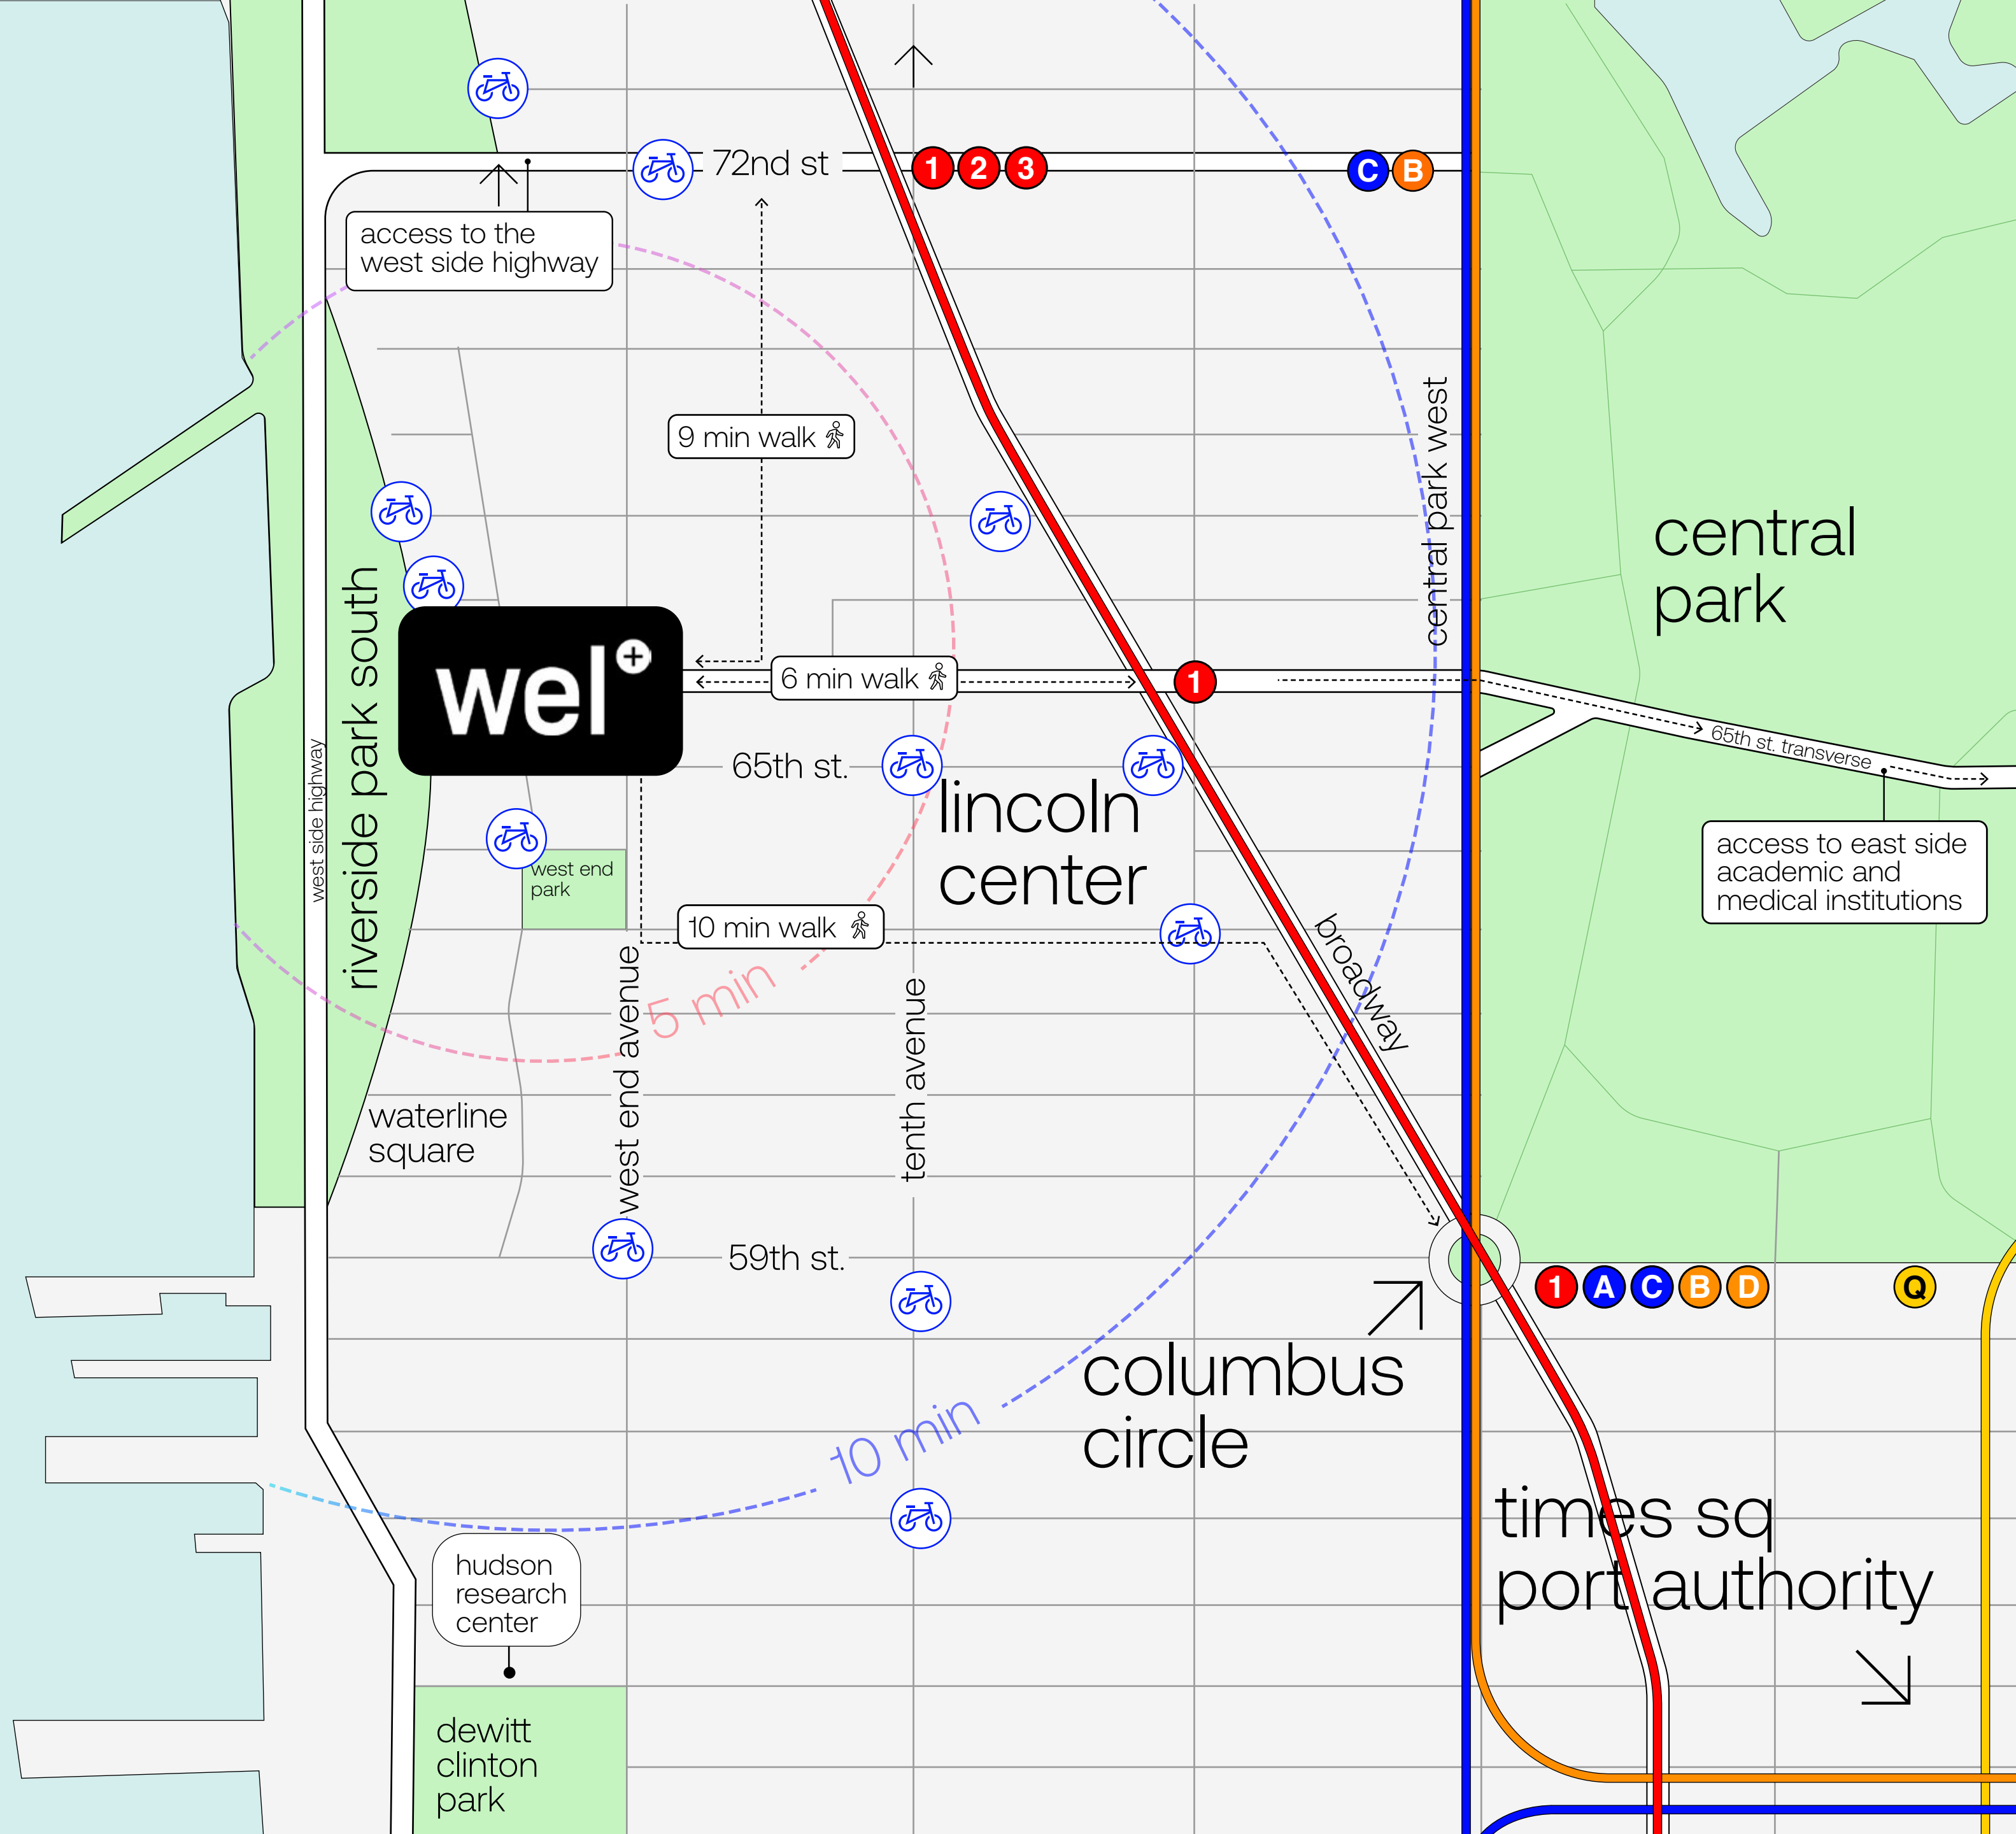 72nd st
1 2 3
C B
access to the
west side highway
9 min walk
central park west
central
park
riverside park south
wel+
6 min walk
1
65th st. transverse
west side highway
65th st.
lincoln
center
access to east side
academic and
medical institutions
west end
park
10 min walk
broadway
5 min
west end avenue
tenth avenue
waterline
square
59th st.
1 A C B D
Q
columbus
circle
10 min
times sq
port authority
hudson
research
center
dewitt
clinton
park